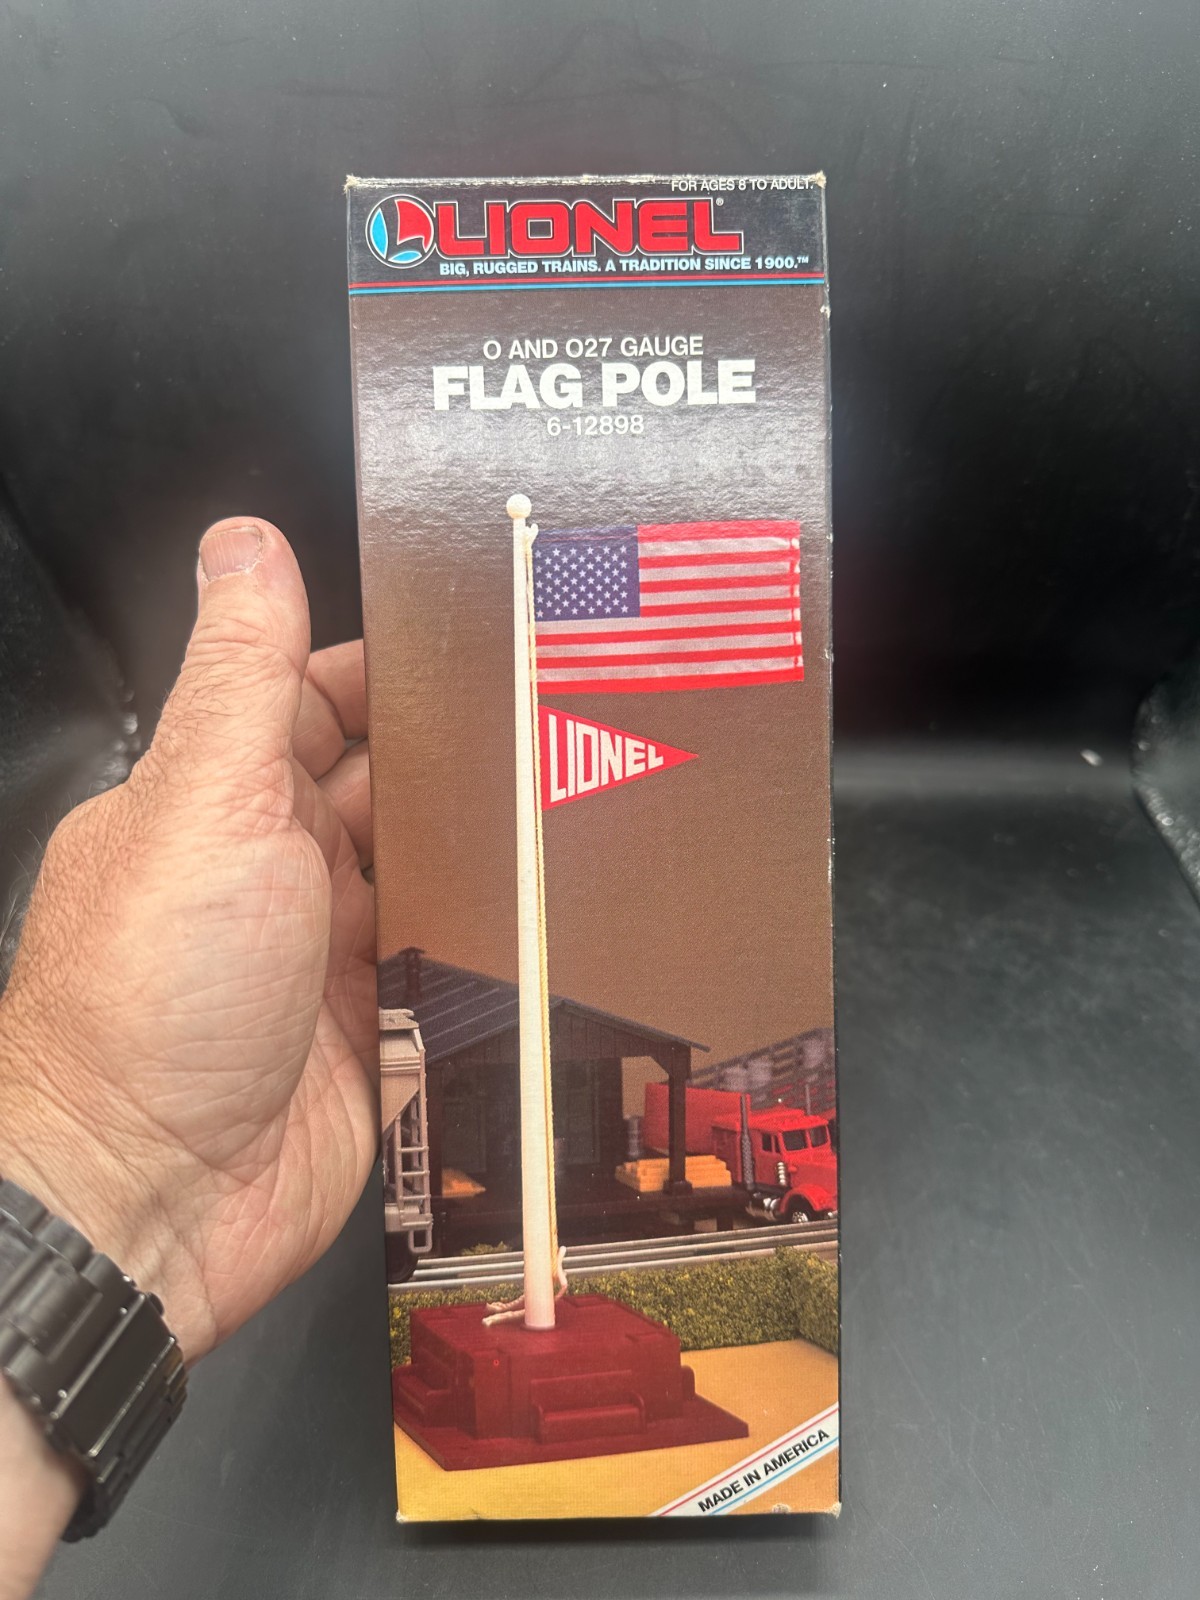 FOR AGES 8 TO ADULT.
LIONEL®
BIG, RUGGED TRAINS. A TRADITION SINCE 1900.™
O AND O27 GAUGE
FLAG POLE
6-12898
LIONEL
MADE IN AMERICA